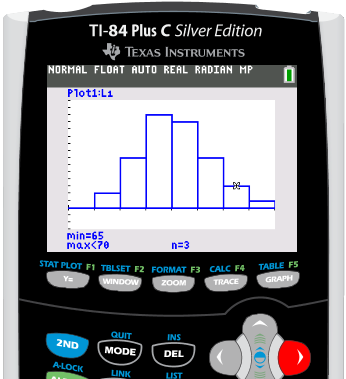 TI-84 Plus C Silver Edition
TEXAS INSTRUMENTS
NORMAL FLOAT AUTO REAL RADIAN MP
Plot1:L1
min=65
max<70 n=3
STAT PLOT F1 TBLSET F2 FORMAT F3 CALC F4 TABLE F5
Y= WINDOW ZOOM TRACE GRAPH
QUIT INS
2ND MODE DEL
A-LOCK LINK LIST